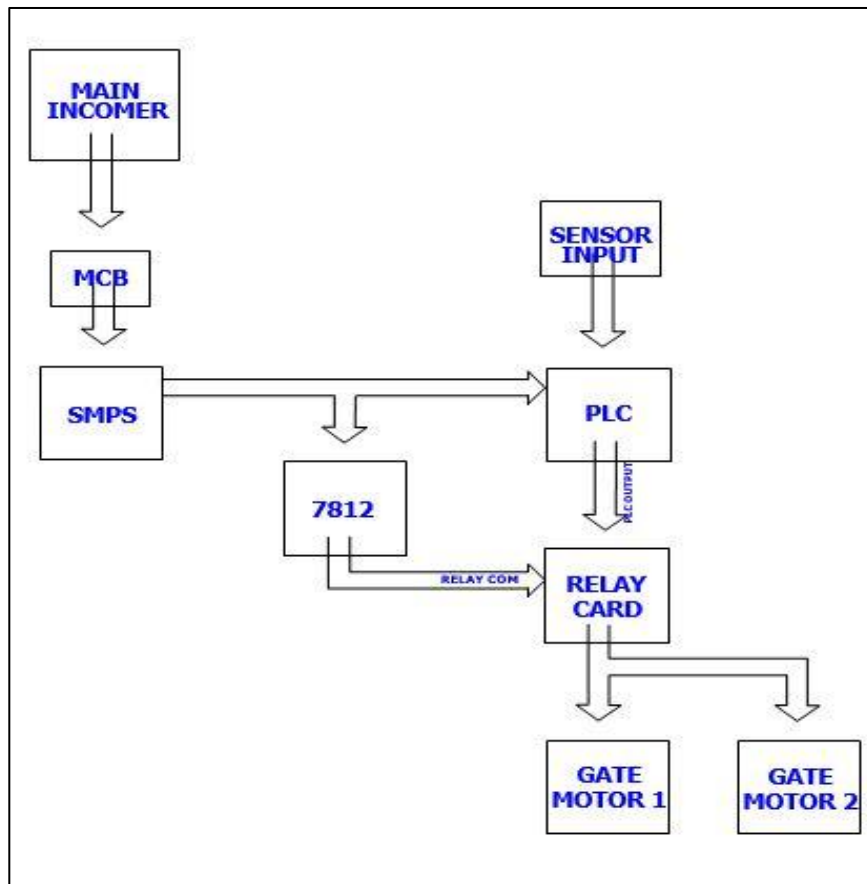 MAIN
INCOMER
SENSOR
INPUT
MCB
SMPS
PLC
PLC OUTPUT
7812
RELAY COM
RELAY
CARD
GATE
MOTOR 1
GATE
MOTOR 2